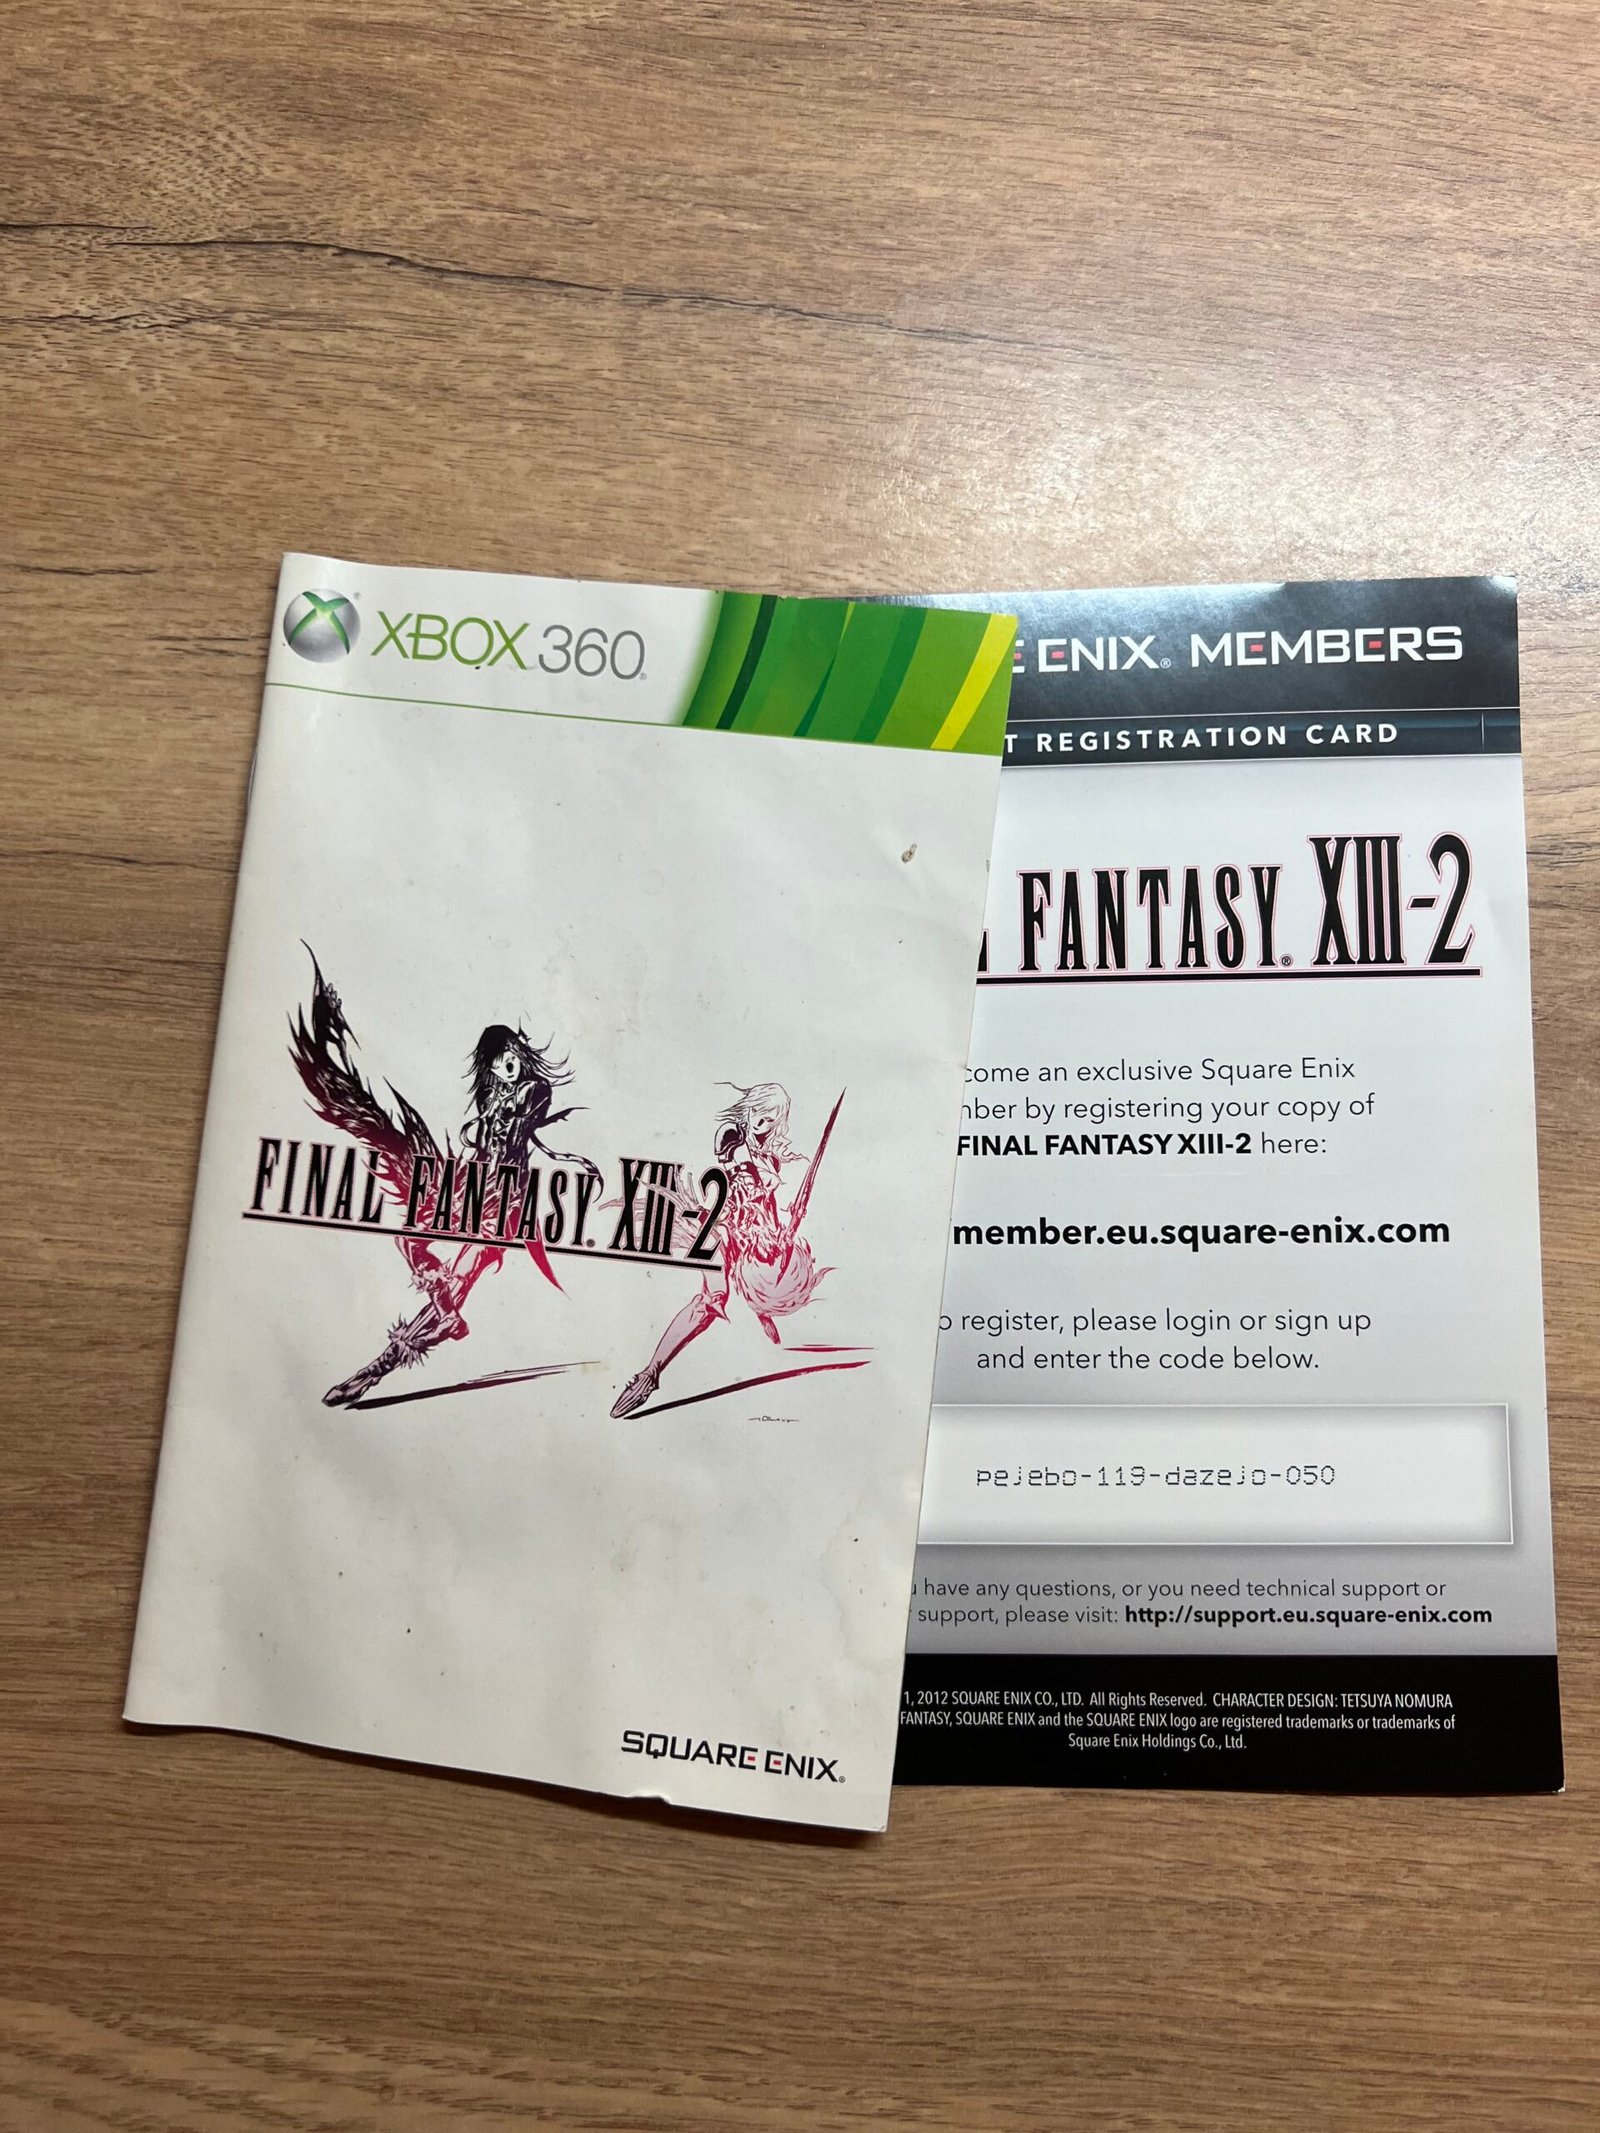 XBOX 360
FINAL FANTASY® XIII-2
SQUARE ENIX®
ENIX® MEMBERS
REGISTRATION CARD
FANTASY® XIII-2
an exclusive Square Enix
by registering your copy of
FINAL FANTASY XIII-2 here:
member.eu.square-enix.com
register, please login or sign up
and enter the code below.
pejebo-119-dazejo-050
have any questions, or you need technical support or
support, please visit: http://support.eu.square-enix.com
1, 2012 SQUARE ENIX CO., LTD. All Rights Reserved. CHARACTER DESIGN: TETSUYA NOMURA
FANTASY, SQUARE ENIX and the SQUARE ENIX logo are registered trademarks or trademarks of
Square Enix Holdings Co., Ltd.